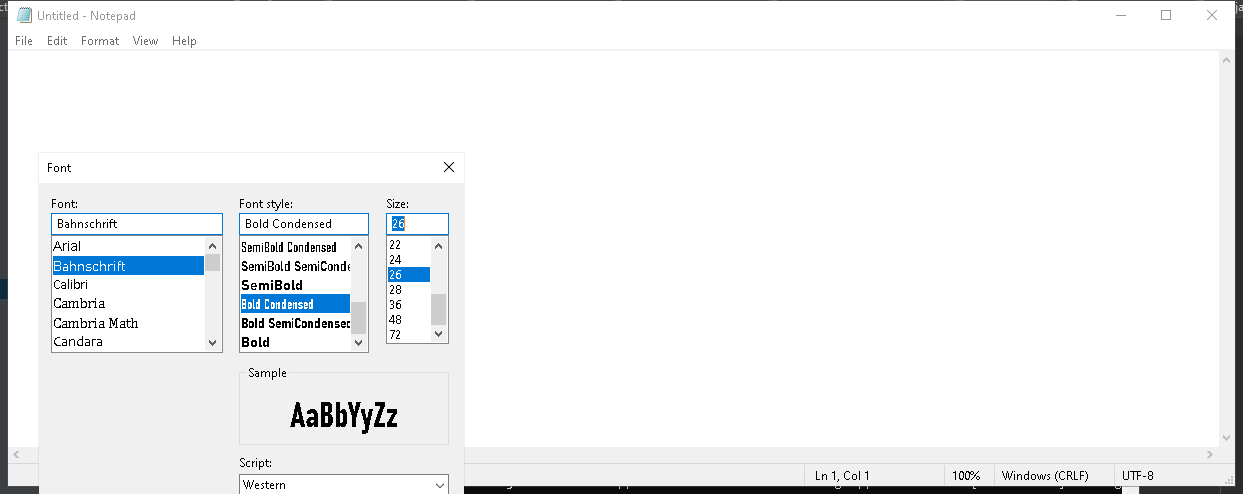 Untitled - Notepad
File Edit Format View Help
Font
Font: Font style: Size:
Bahnschrift Bold Condensed 26
Arial SemiBold Condensed 22
Bahnschrift SemiBold SemiConde 24
Calibri SemiBold 26
Cambria Bold Condensed 28
Cambria Math Bold SemiCondensed 36
Candara Bold 48
72
Sample
AaBbYyZz
Script:
Western
Ln 1, Col 1 100% Windows (CRLF) UTF-8